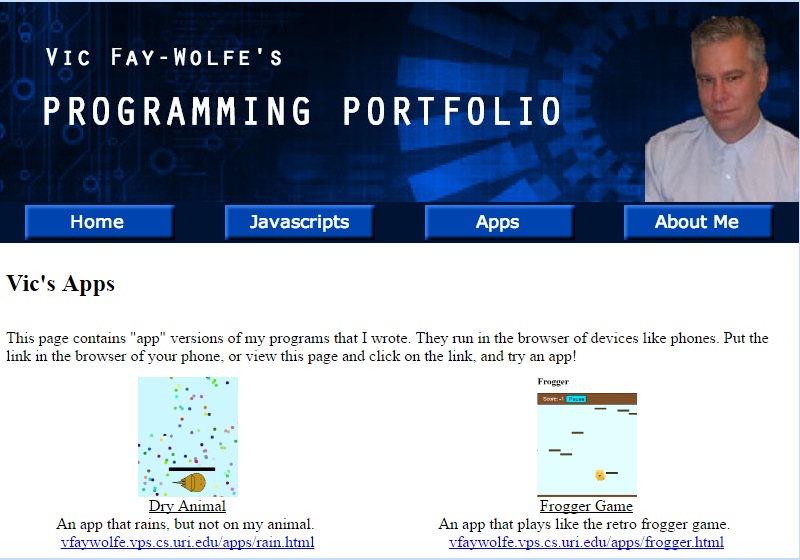 Vic Fay-Wolfe's
PROGRAMMING PORTFOLIO
Home Javascripts Apps About Me
Vic's Apps
This page contains "app" versions of my programs that I wrote. They run in the browser of devices like phones. Put the
link in the browser of your phone, or view this page and click on the link, and try an app!
Frogger
Score: -1 Pause
Dry Animal
An app that rains, but not on my animal.
vfaywolfe.vps.cs.uri.edu/apps/rain.html
Frogger Game
An app that plays like the retro frogger game.
vfaywolfe.vps.cs.uri.edu/apps/frogger.html